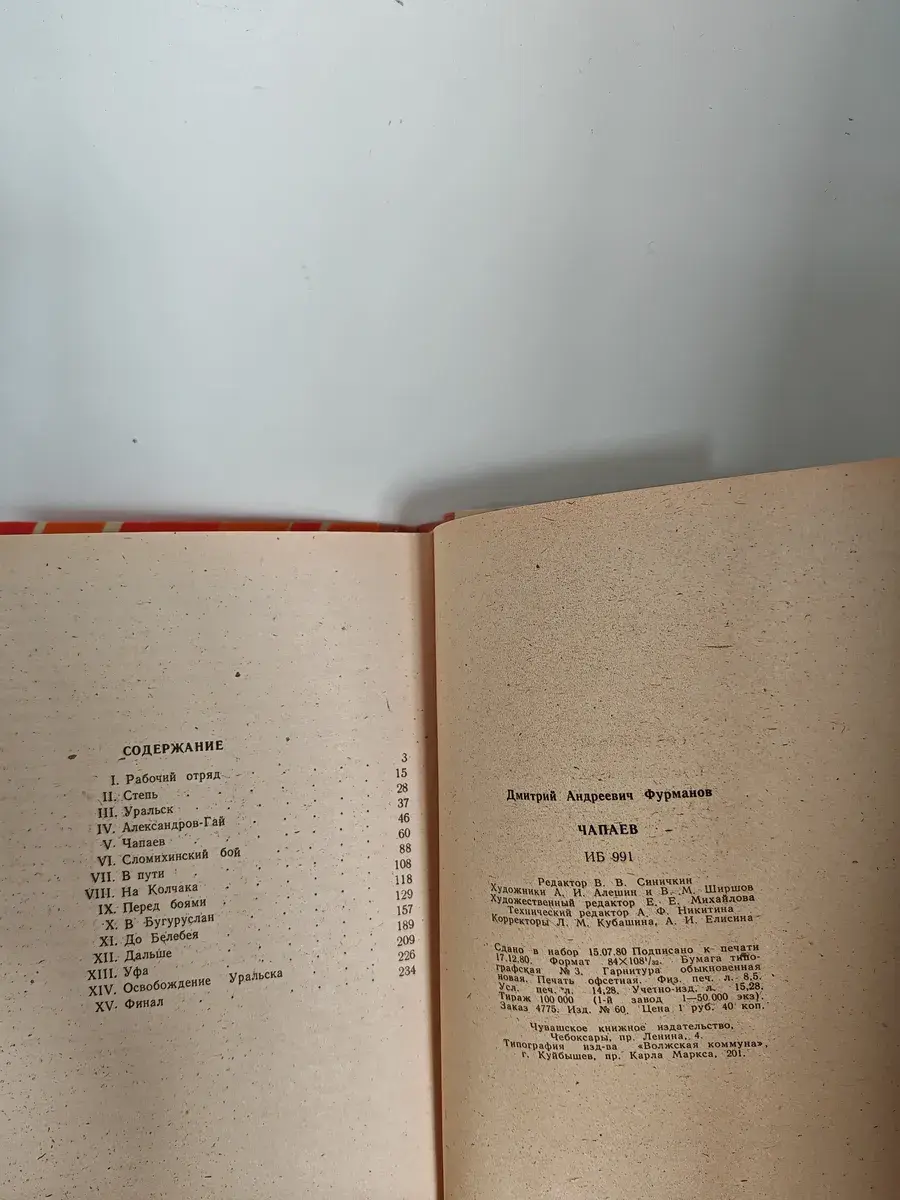 СОДЕРЖАНИЕ
I. Рабочий отряд . . . . . . 3
II. Степь . . . . . . 15
III. Уральск . . . . . . 28
IV. Александров-Гай . . . . . . 37
V. Чапаев . . . . . . 46
VI. Сломихинский бой . . . . . . 60
VII. В пути . . . . . . 88
VIII. На Колчака . . . . . . 108
IX. Перед боями . . . . . . 118
X. В Бугуруслан . . . . . . 129
XI. До Белебея . . . . . . 157
XII. Дальше . . . . . . 189
XIII. Уфа . . . . . . 209
XIV. Освобождение Уральска . . . . 226
XV. Финал . . . . . . 234
Дмитрий Андреевич Фурманов
ЧАПАЕВ
ИБ 991
Редактор В. В. Синичкин
Художники А. И. Алешин и В. М. Ширшов
Художественный редактор Е. Е. Михайлова
Технический редактор А. Ф. Никитина
Корректоры Л. М. Кубашина, А. И. Елисина
Сдано в набор 15.07.80 Подписано к печати
17.12.80. Формат 84×108¹/₃₂. Бумага типо-
графская № 3. Гарнитура обыкновенная
новая. Печать офсетная. Физ. печ. л. 8,5.
Усл. печ. л. 14,28. Учетно-изд. л. 15,28.
Тираж 100 000 (1-й завод 1—50 000 экз).
Заказ 4775. Изд. № 60. Цена 1 руб. 40 коп.
Чувашское книжное издательство,
Чебоксары, пр. Ленина, 4.
Типография изд-ва «Волжская коммуна»,
г. Куйбышев, пр. Карла Маркса, 201.